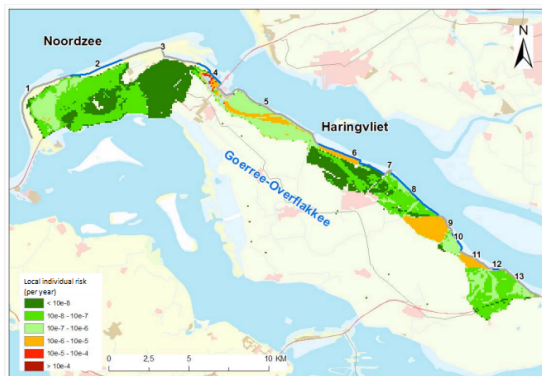 Noordzee
N
3
2
4
1
5
Haringvliet
6
7
Goerree-Overflakkee
8
9
10
11
12
13
Local individual risk
(per year)
< 10e-8
10e-8 - 10e-7
10e-7 - 10e-6
10e-6 - 10e-5
10e-5 - 10e-4
> 10e-4
0 2,5 5 10 KM